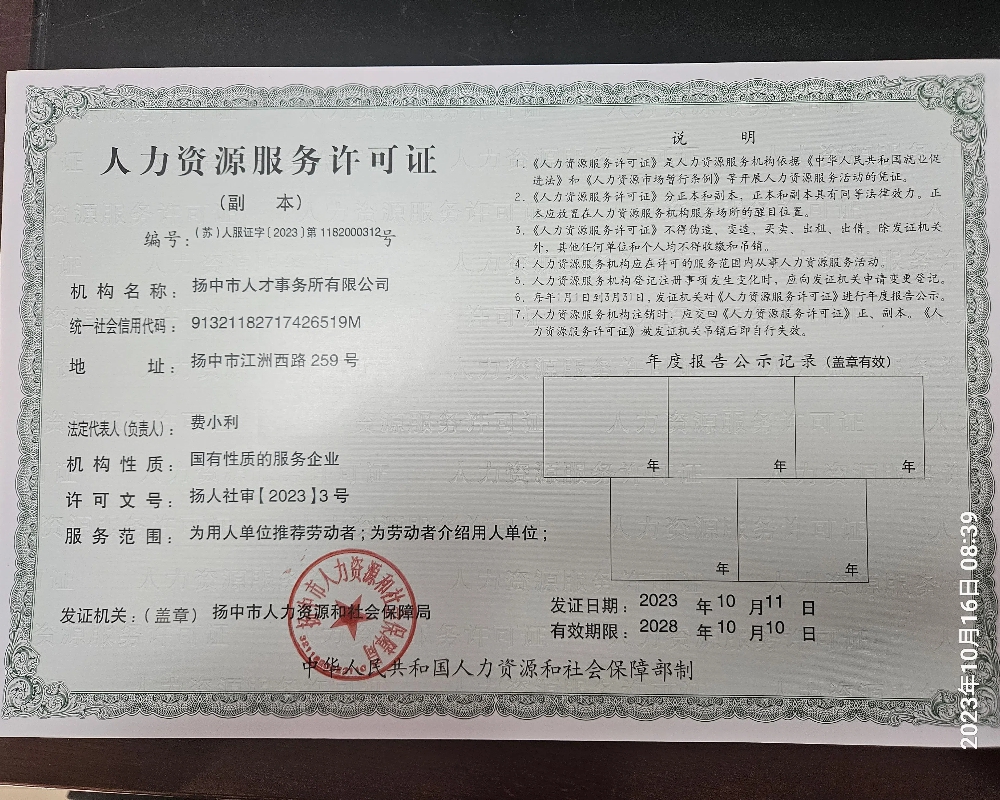 人力资源服务许可证
（副 本）
编号：（苏）人服证字〔2023〕第 1182000312号
机构名称：扬中市人才事务所有限公司
统一社会信用代码：91321182717426519M
地 址：扬中市江洲西路 259 号
法定代表人（负责人）：费小利
机构性质：国有性质的服务企业
许可文号：扬人社审【2023】3 号
服务范围：为用人单位推荐劳动者；为劳动者介绍用人单位；
发证机关：（盖章）扬中市人力资源和社会保障局
扬中市人力资源和社会保障局
说 明
1.《人力资源服务许可证》是人力资源服务机构依据《中华人民共和国就业促
进法》和《人力资源市场暂行条例》等开展人力资源服务活动的凭证。
2.《人力资源服务许可证》分正本和副本，正本和副本具有同等法律效力。正
本应放置在人力资源服务机构服务场所的醒目位置。
3.《人力资源服务许可证》不得伪造、变造、买卖、出租、出借。除发证机关
外，其他任何单位和个人均不得收缴和吊销。
4. 人力资源服务机构应在许可的服务范围内从事人力资源服务活动。
5. 人力资源服务机构登记注册事项发生变化时，应向发证机关申请变更登记。
6. 每年1月1日到3月31日，发证机关对《人力资源服务许可证》进行年度报告公示。
7. 人力资源服务机构注销时，应交回《人力资源服务许可证》正、副本。《人
力资源服务许可证》被发证机关吊销后即自行失效。
年度报告公示记录（盖章有效）
年 年 年
年 年
发证日期：2023 年10 月11 日
有效期限：2028 年10 月10 日
中华人民共和国人力资源和社会保障部制
2023年10月16日 08:39